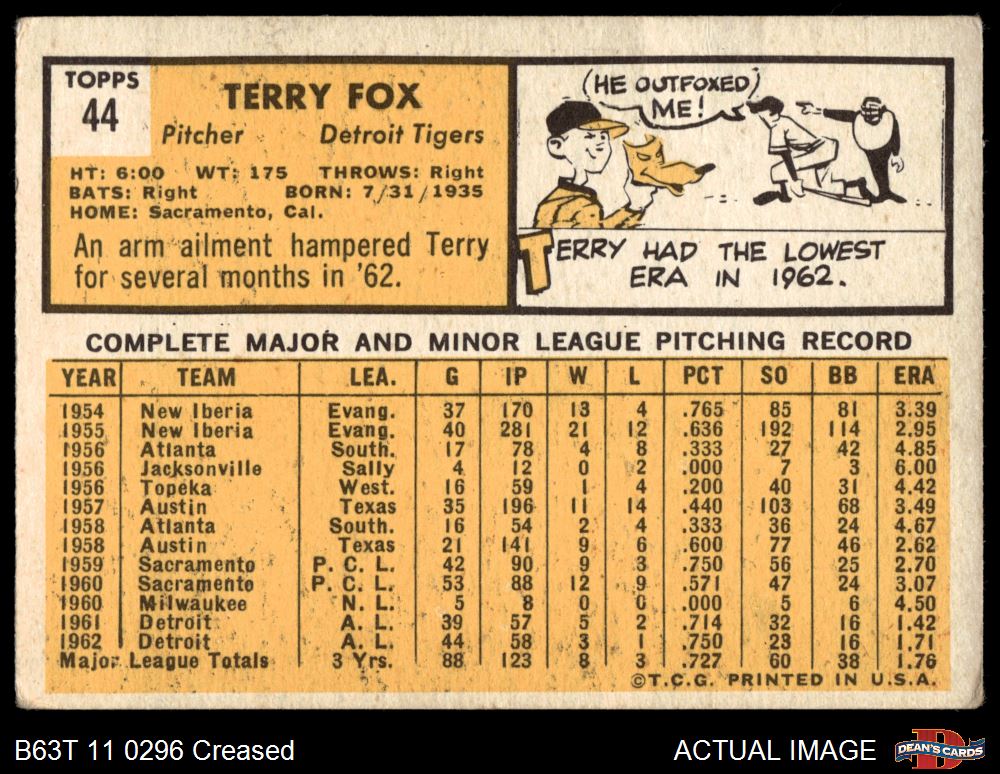 TOPPS
44
TERRY FOX
Pitcher Detroit Tigers
HT: 6:00 WT: 175 THROWS: Right
BATS: Right BORN: 7/31/1935
HOME: Sacramento, Cal.
An arm ailment hampered Terry
for several months in '62.
(HE OUTFOXED)
ME!
TERRY HAD THE LOWEST
ERA IN 1962.
COMPLETE MAJOR AND MINOR LEAGUE PITCHING RECORD
YEAR TEAM LEA. G IP W L PCT SO BB ERA
1954 New Iberia Evang. 37 170 13 4 .765 85 81 3.39
1955 New Iberia Evang. 40 281 21 12 .636 192 114 2.95
1956 Atlanta South. 17 78 4 8 .333 27 42 4.85
1956 Jacksonville Sally 4 12 0 2 .000 7 3 6.00
1956 Topeka West. 16 59 1 4 .200 40 31 4.42
1957 Austin Texas 35 196 11 14 .440 103 68 3.49
1958 Atlanta South. 16 54 2 4 .333 36 24 4.67
1958 Austin Texas 21 141 9 6 .600 77 46 2.62
1959 Sacramento P. C. L. 42 90 9 3 .750 56 25 2.70
1960 Sacramento P. C. L. 53 88 12 9 .571 47 24 3.07
1960 Milwaukee N. L. 5 8 0 0 .000 5 6 4.50
1961 Detroit A. L. 39 57 5 2 .714 32 16 1.42
1962 Detroit A. L. 44 58 3 1 .750 23 16 1.71
Major League Totals 3 Yrs. 88 123 8 3 .727 60 38 1.76
©T.C.G. PRINTED IN U.S.A.
B63T 11 0296 Creased ACTUAL IMAGE
D
DEAN'S CARDS